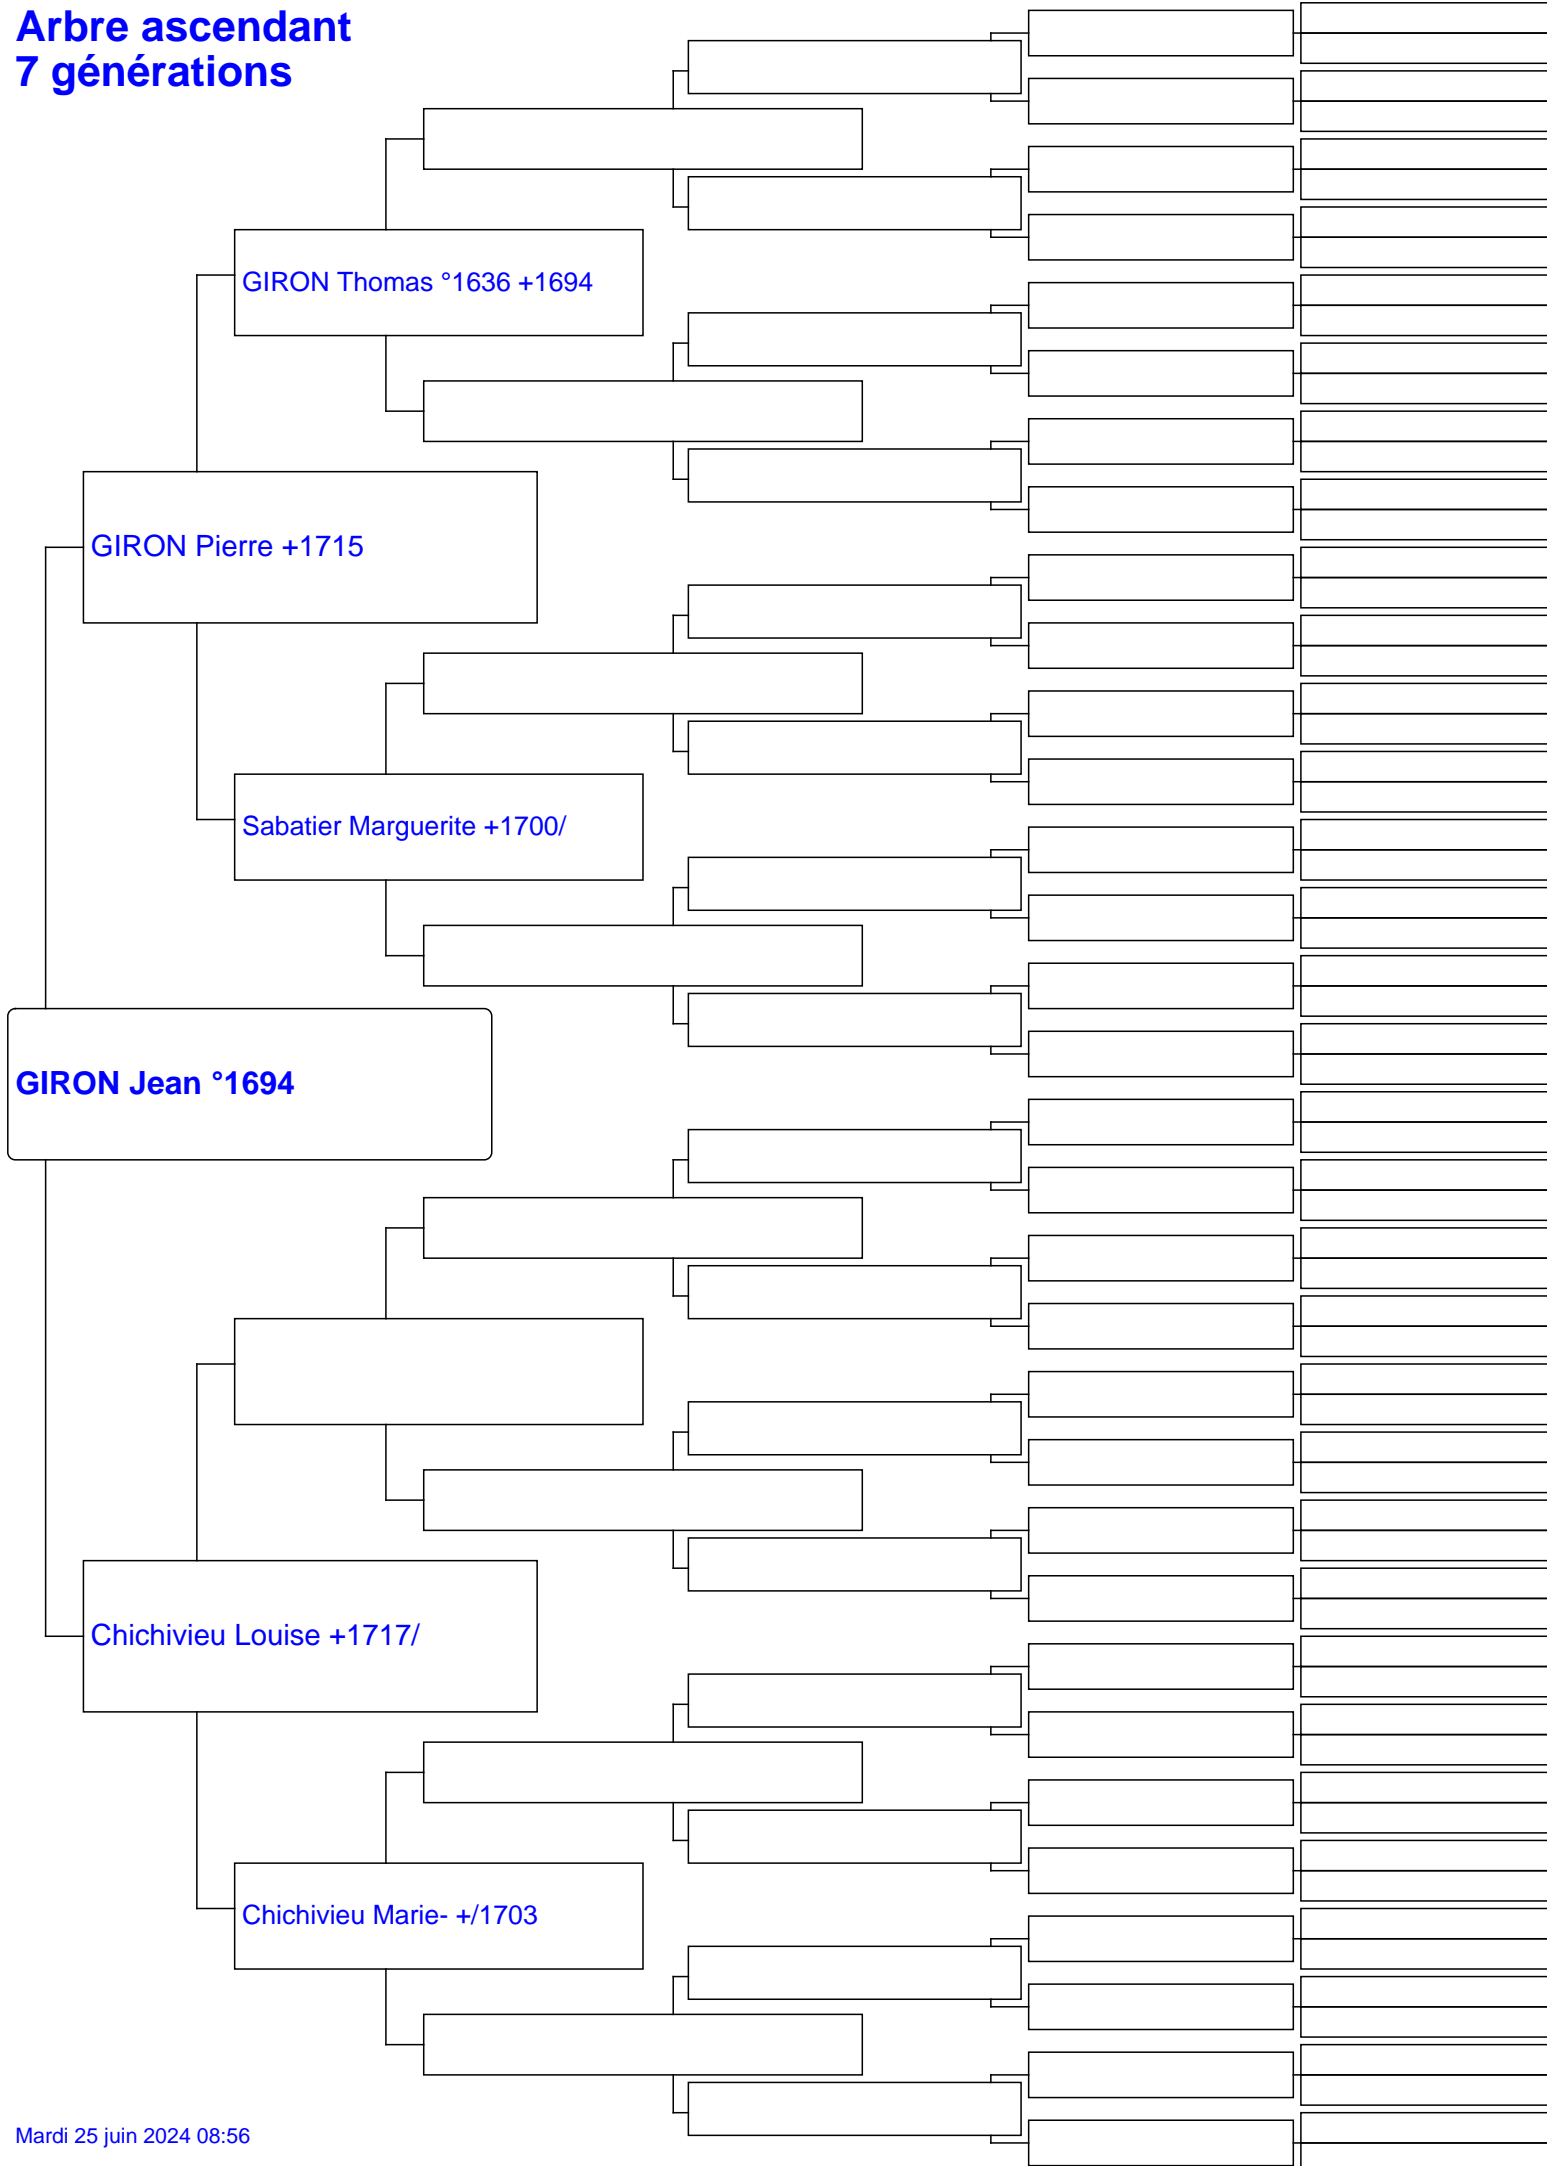 Arbre ascendant
7 générations
GIRON Thomas °1636 +1694
GIRON Pierre +1715
Sabatier Marguerite +1700/
GIRON Jean °1694
Chichivieu Louise +1717/
Chichivieu Marie- +/1703
Mardi 25 juin 2024 08:56